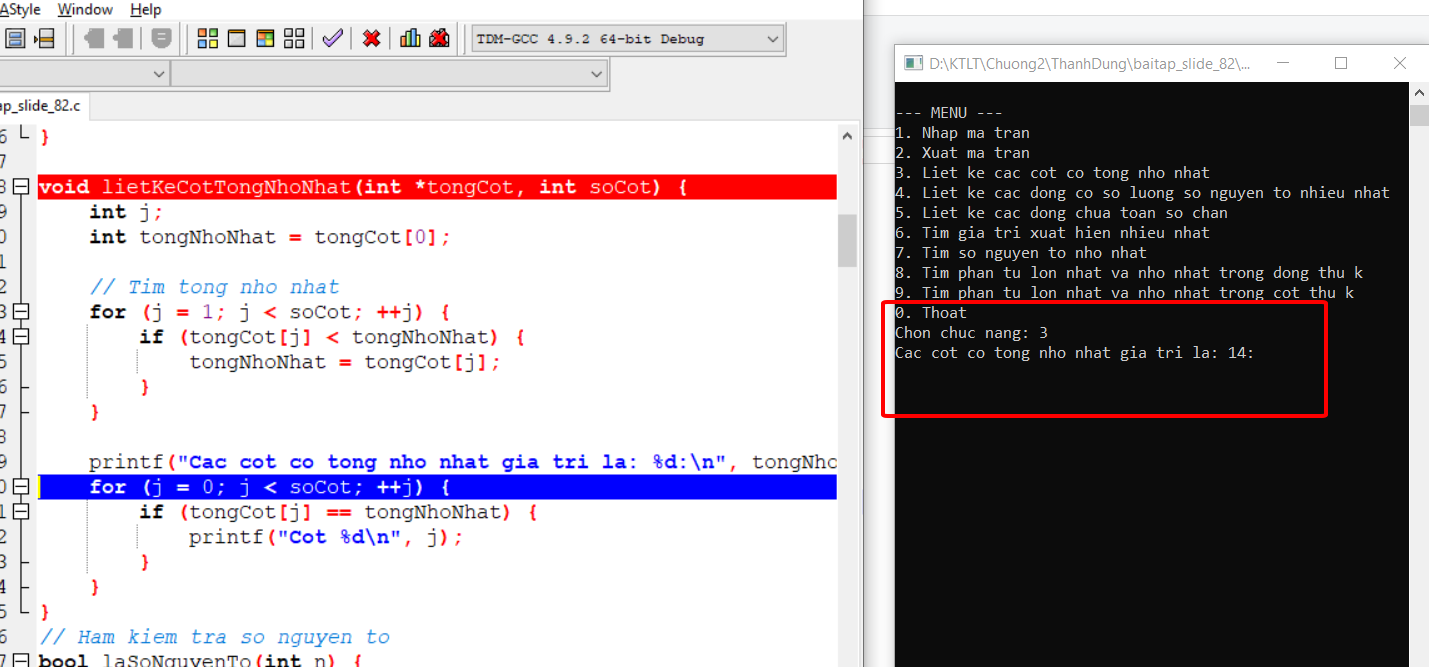 AStyle Window Help
TDM-GCC 4.9.2 64-bit Debug
ap_slide_82.c
6 }
7
8 void lietKeCotTongNhoNhat(int *tongCot, int soCot) {
9 int j;
0 int tongNhoNhat = tongCot[0];
1
2 // Tim tong nho nhat
3 for (j = 1; j < soCot; ++j) {
4 if (tongCot[j] < tongNhoNhat) {
5 tongNhoNhat = tongCot[j];
6 }
7 }
8
9 printf("Cac cot co tong nho nhat gia tri la: %d:\n", tongNho
0 for (j = 0; j < soCot; ++j) {
1 if (tongCot[j] == tongNhoNhat) {
2 printf("Cot %d\n", j);
3 }
4 }
5 }
6 // Ham kiem tra so nguyen to
7 bool laSoNguyenTo(int n) {
D:\KTLT\Chuong2\ThanhDung\baitap_slide_82\...
--- MENU ---
1. Nhap ma tran
2. Xuat ma tran
3. Liet ke cac cot co tong nho nhat
4. Liet ke cac dong co so luong so nguyen to nhieu nhat
5. Liet ke cac dong chua toan so chan
6. Tim gia tri xuat hien nhieu nhat
7. Tim so nguyen to nho nhat
8. Tim phan tu lon nhat va nho nhat trong dong thu k
9. Tim phan tu lon nhat va nho nhat trong cot thu k
0. Thoat
Chon chuc nang: 3
Cac cot co tong nho nhat gia tri la: 14: